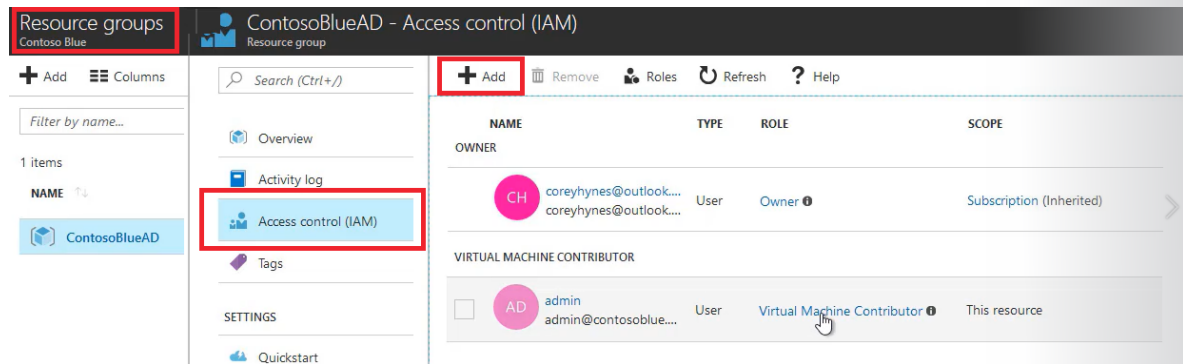 Resource groups
Contoso Blue
ContosoBlueAD - Access control (IAM)
Resource group
Add
Columns
Search (Ctrl+/)
Add
Remove
Roles
Refresh
? Help
Filter by name...
1 items
NAME
ContosoBlueAD
Overview
Activity log
Access control (IAM)
Tags
SETTINGS
Quickstart
NAME
TYPE
ROLE
SCOPE
OWNER
CH
coreyhynes@outlook....
coreyhynes@outlook....
User
Owner
Subscription (Inherited)
VIRTUAL MACHINE CONTRIBUTOR
AD
admin
admin@contosoblue....
User
Virtual Machine Contributor
This resource